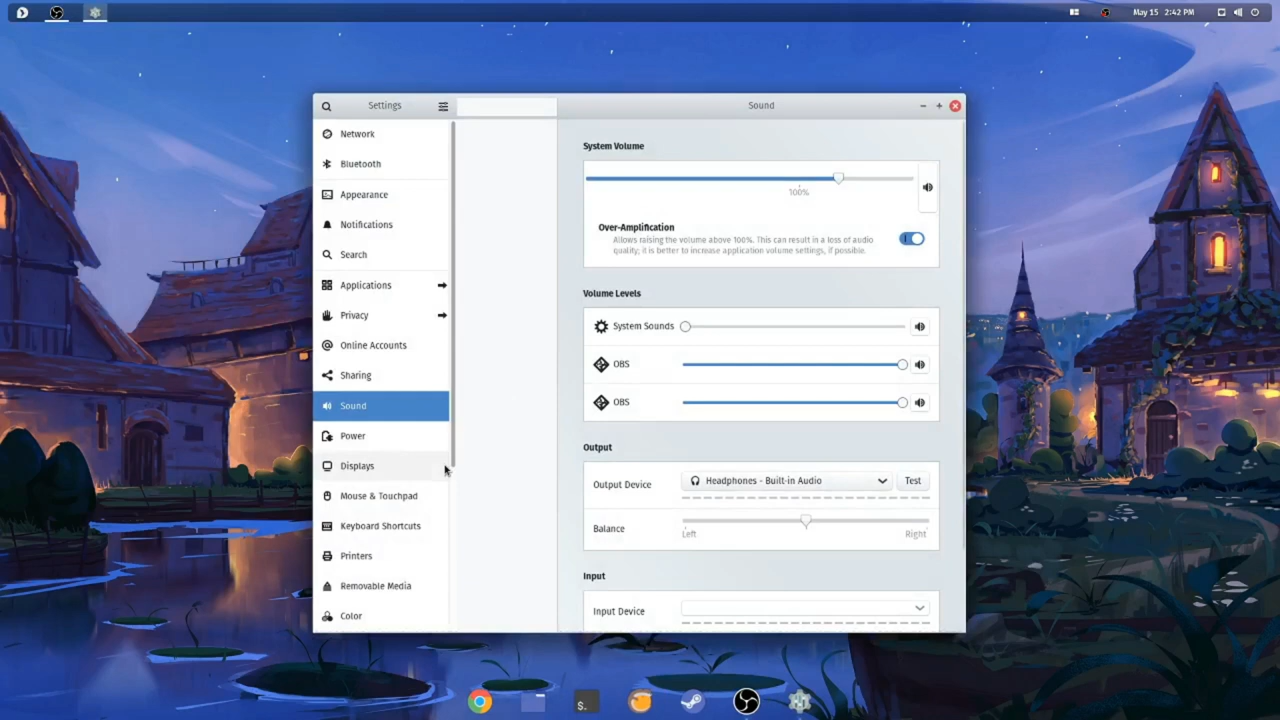 May 15 2:42 PM
Settings
Sound
Network
Bluetooth
Appearance
Notifications
Search
Applications
Privacy
Online Accounts
Sharing
Sound
Power
Displays
Mouse & Touchpad
Keyboard Shortcuts
Printers
Removable Media
Color
System Volume
100%
Over-Amplification
Allows raising the volume above 100%. This can result in a loss of audio
quality; it is better to increase application volume settings, if possible.
Volume Levels
System Sounds
OBS
OBS
Output
Output Device
Headphones - Built-in Audio
Test
Balance
Left
Right
Input
Input Device
$_